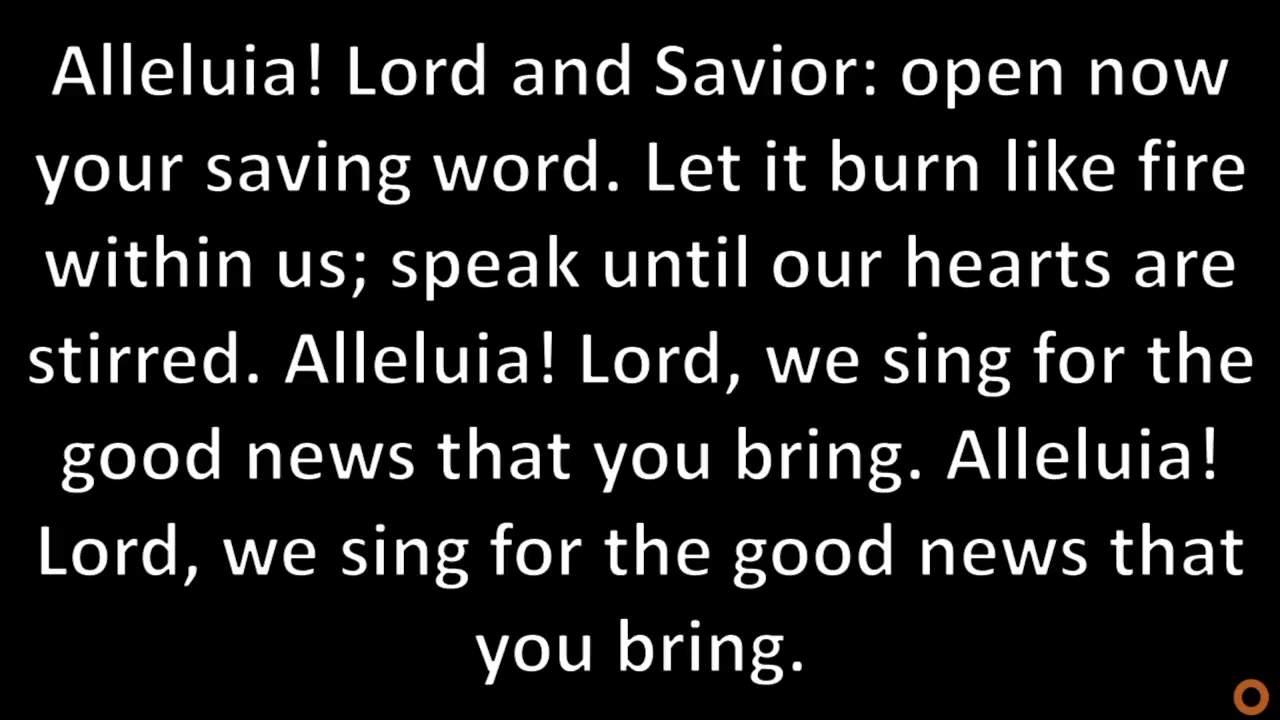 Alleluia! Lord and Savior: open now
your saving word. Let it burn like fire
within us; speak until our hearts are
stirred. Alleluia! Lord, we sing for the
good news that you bring. Alleluia!
Lord, we sing for the good news that
you bring.